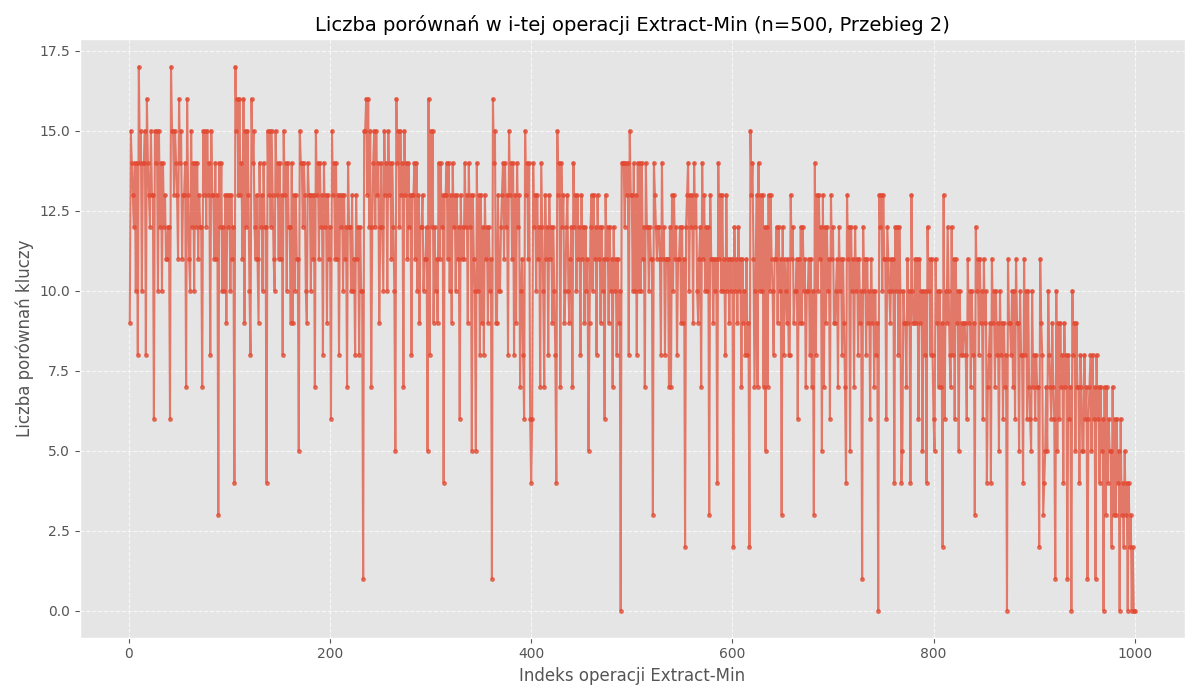 Liczba porównań w i-tej operacji Extract-Min (n=500, Przebieg 2)
Liczba porównań kluczy
17.5
15.0
12.5
10.0
7.5
5.0
2.5
0.0
0 200 400 600 800 1000
Indeks operacji Extract-Min